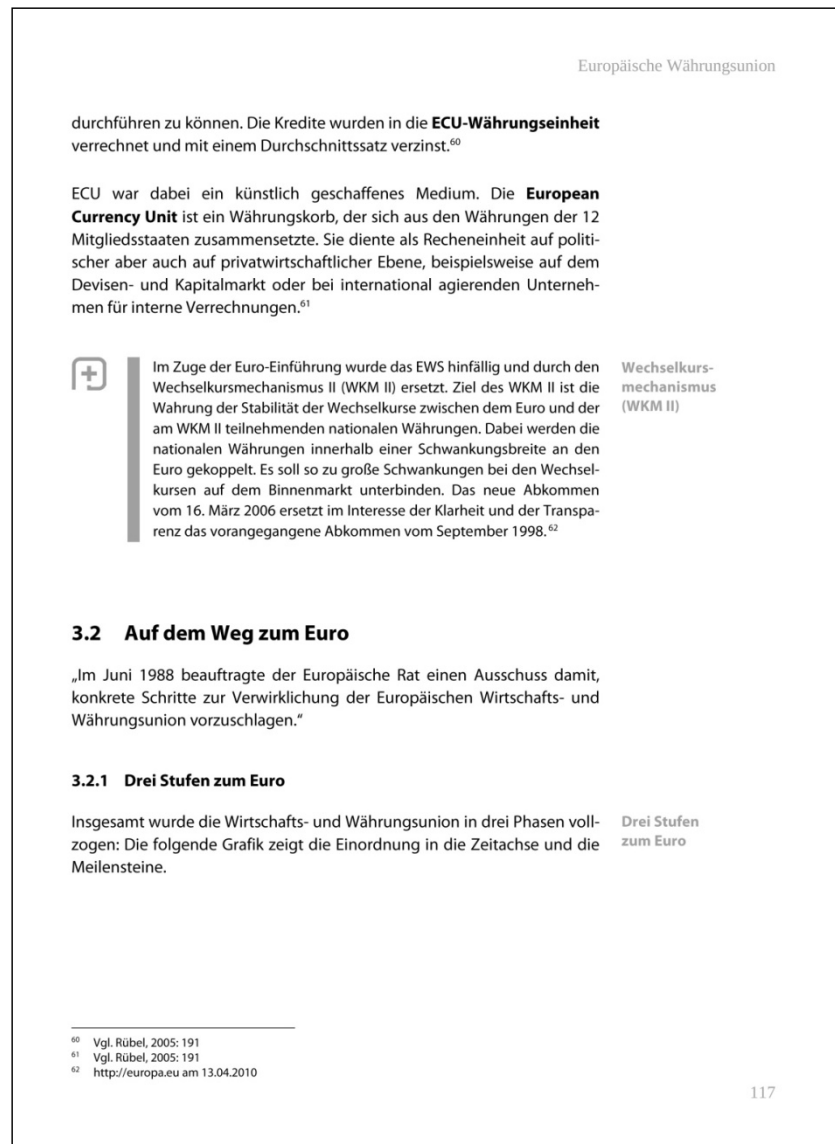 Europäische Währungsunion
durchführen zu können. Die Kredite wurden in die ECU-Währungseinheit
verrechnet und mit einem Durchschnittssatz verzinst.60
ECU war dabei ein künstlich geschaffenes Medium. Die European
Currency Unit ist ein Währungskorb, der sich aus den Währungen der 12
Mitgliedsstaaten zusammensetzte. Sie diente als Recheneinheit auf politi-
scher aber auch auf privatwirtschaftlicher Ebene, beispielsweise auf dem
Devisen- und Kapitalmarkt oder bei international agierenden Unterneh-
men für interne Verrechnungen.61
Im Zuge der Euro-Einführung wurde das EWS hinfällig und durch den
Wechselkursmechanismus II (WKM II) ersetzt. Ziel des WKM II ist die
Wahrung der Stabilität der Wechselkurse zwischen dem Euro und der
am WKM II teilnehmenden nationalen Währungen. Dabei werden die
nationalen Währungen innerhalb einer Schwankungsbreite an den
Euro gekoppelt. Es soll so zu große Schwankungen bei den Wechsel-
kursen auf dem Binnenmarkt unterbinden. Das neue Abkommen
vom 16. März 2006 ersetzt im Interesse der Klarheit und der Transpa-
renz das vorangegangene Abkommen vom September 1998.62
Wechselkurs-
mechanismus
(WKM II)
3.2 Auf dem Weg zum Euro
„Im Juni 1988 beauftragte der Europäische Rat einen Ausschuss damit,
konkrete Schritte zur Verwirklichung der Europäischen Wirtschafts- und
Währungsunion vorzuschlagen.“
3.2.1 Drei Stufen zum Euro
Insgesamt wurde die Wirtschafts- und Währungsunion in drei Phasen voll-
zogen: Die folgende Grafik zeigt die Einordnung in die Zeitachse und die
Meilensteine.
Drei Stufen
zum Euro
60 Vgl. Rübel, 2005: 191
61 Vgl. Rübel, 2005: 191
62 http://europa.eu am 13.04.2010
117